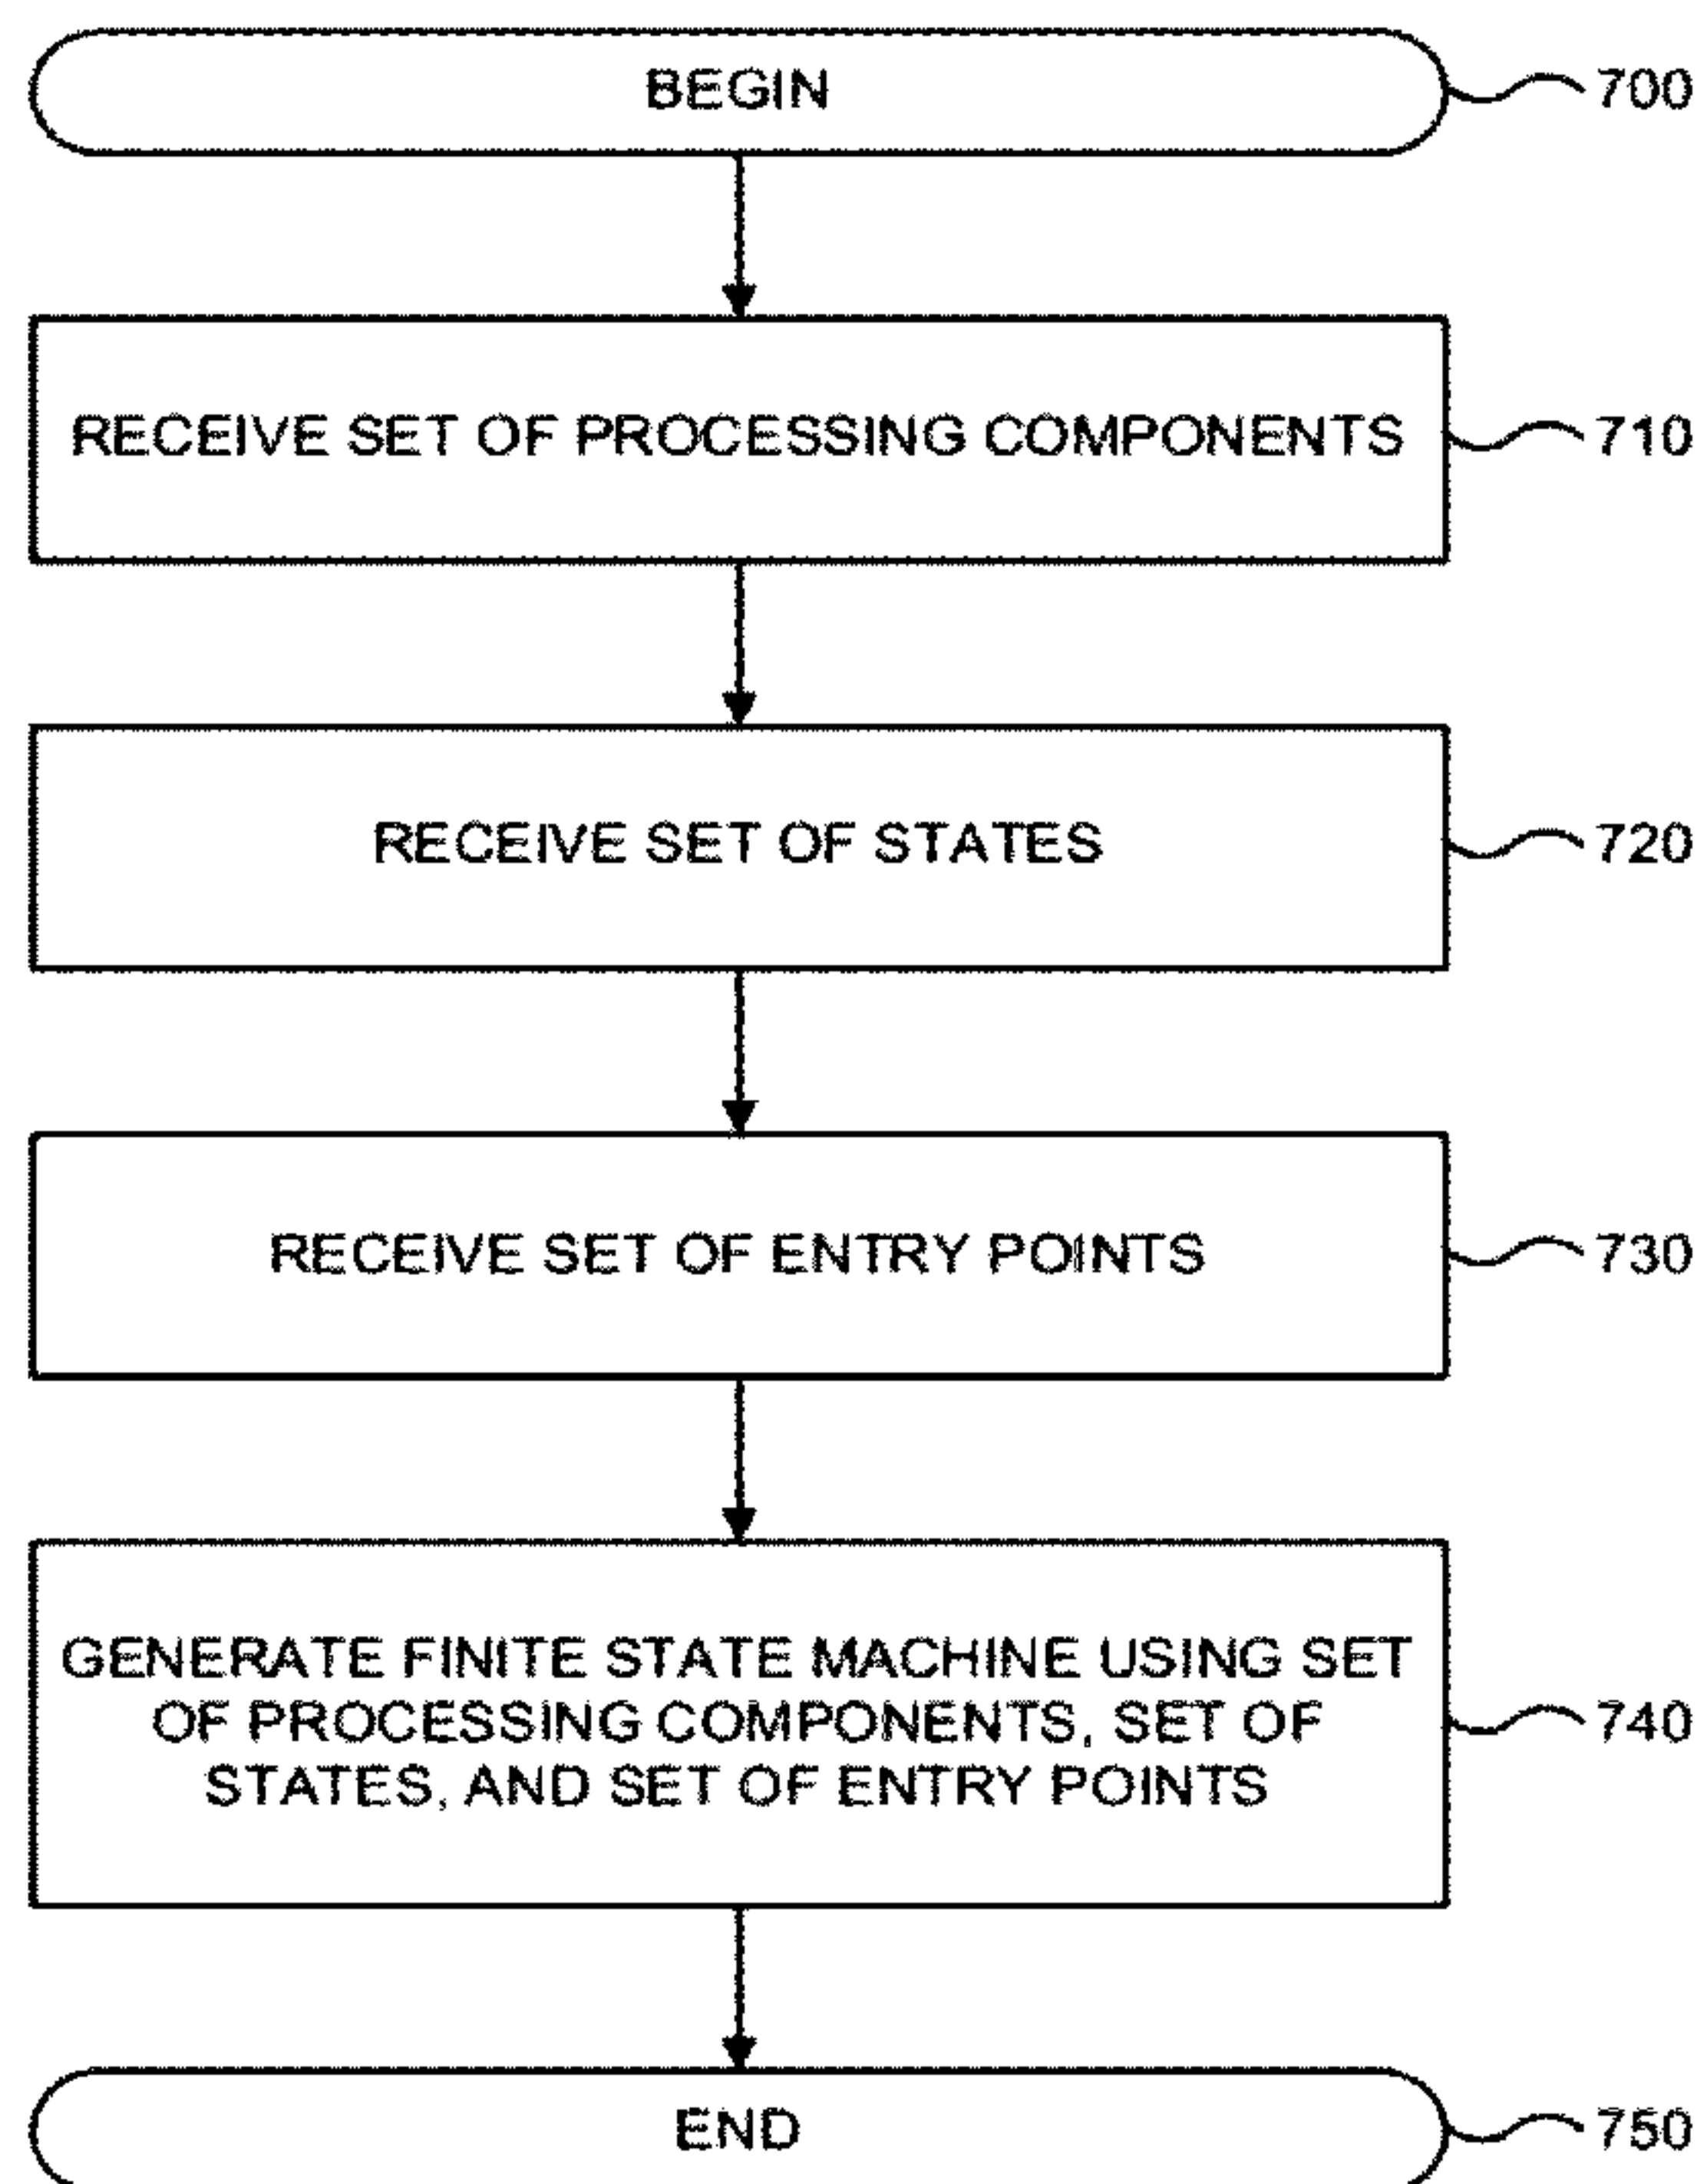 BEGIN
700
RECEIVE SET OF PROCESSING COMPONENTS
710
RECEIVE SET OF STATES
720
RECEIVE SET OF ENTRY POINTS
730
GENERATE FINITE STATE MACHINE USING SET
OF PROCESSING COMPONENTS, SET OF
STATES, AND SET OF ENTRY POINTS
740
END
750